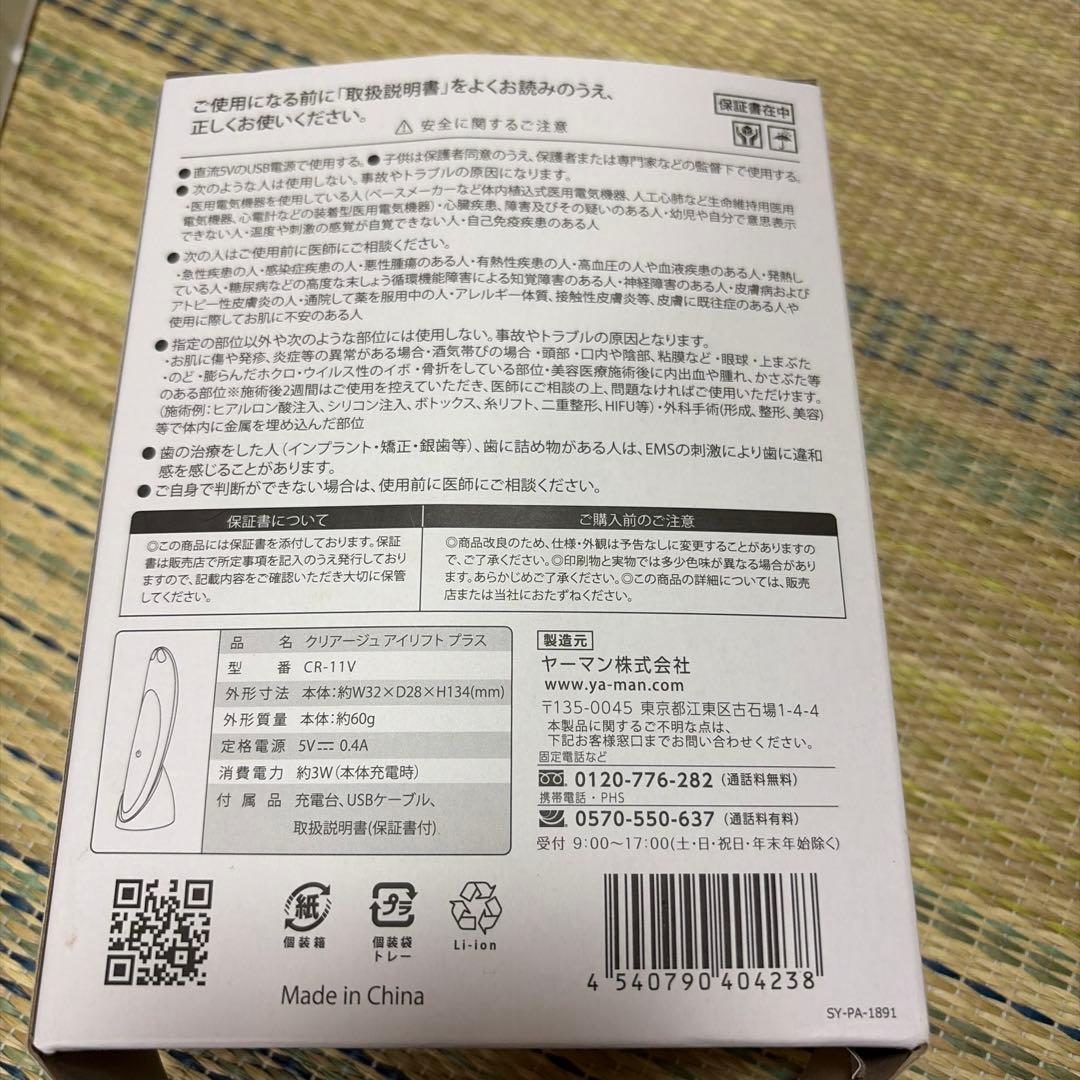 ご使用になる前に「取扱説明書」をよくお読みのうえ、
正しくお使いください。
⚠ 安全に関するご注意
保証書在中
●直流5VのUSB電源で使用する。●子供は保護者同意のうえ、保護者または専門家などの監督下で使用する。
●次のような人は使用しない。事故やトラブルの原因になります。
・医用電気機器を使用している人(ペースメーカーなど体内植込式医用電気機器、人工心肺など生命維持用医用
電気機器、心電計などの装着型医用電気機器)・心臓疾患、障害及びその疑いのある人・幼児や自分で意思表示
できない人・温度や刺激の感覚が自覚できない人・自己免疫疾患のある人
●次の人はご使用前に医師にご相談ください。
・急性疾患の人・感染症疾患の人・悪性腫瘍のある人・有熱性疾患の人・高血圧の人や血液疾患のある人・発熱し
ている人・糖尿病などの高度な末しょう循環機能障害による知覚障害のある人・神経障害のある人・皮膚病および
アトピー性皮膚炎の人・通院して薬を服用中の人・アレルギー体質、接触性皮膚炎等、皮膚に既往症のある人や
使用に際してお肌に不安のある人
●指定の部位以外や次のような部位には使用しない。事故やトラブルの原因となります。
・お肌に傷や発疹、炎症等の異常がある場合・酒気帯びの場合・頭部・口内や陰部、粘膜など・眼球・上まぶた
・のど・膨らんだホクロ・ウイルス性のイボ・骨折をしている部位・美容医療施術後に内出血や腫れ、かさぶた等
のある部位※施術後2週間はご使用を控えていただき、医師にご相談の上、問題なければご使用いただけます。
(施術例:ヒアルロン酸注入、シリコン注入、ボトックス、糸リフト、二重整形、HIFU等)・外科手術(形成、整形、美容)
等で体内に金属を埋め込んだ部位
●歯の治療をした人(インプラント・矯正・銀歯等)、歯に詰め物がある人は、EMSの刺激により歯に違和
感を感じることがあります。
●ご自身で判断ができない場合は、使用前に医師にご相談ください。
保証書について
◎この商品には保証書を添付しております。保証
書は販売店で所定事項を記入のうえ発行しており
ますので、記載内容をご確認いただき大切に保管
してください。
ご購入前のご注意
◎商品改良のため、仕様・外観は予告なしに変更することがありますの
で、ご了承ください。◎印刷物と実物では多少色味が異なる場合があり
ます。あらかじめご了承ください。◎この商品の詳細については、販売
店または当社におたずねください。
品 名 クリアージュ アイリフト プラス
型 番 CR-11V
外形寸法 本体:約W32×D28×H134(mm)
外形質量 本体:約60g
定格電源 5V⎓0.4A
消費電力 約3W(本体充電時)
付属品 充電台、USBケーブル、
取扱説明書(保証書付)
製造元
ヤーマン株式会社
www.ya-man.com
〒135-0045 東京都江東区古石場1-4-4
本製品に関するご不明な点は、
下記お客様窓口までお問い合わせください。
固定電話など
0120-776-282(通話料無料)
携帯電話・PHS
0570-550-637(通話料有料)
受付 9:00~17:00(土・日・祝日・年末年始除く)
紙
個装箱
プラ
個装袋
トレー
Li-ion
Made in China
4 540790 404238
SY-PA-1891